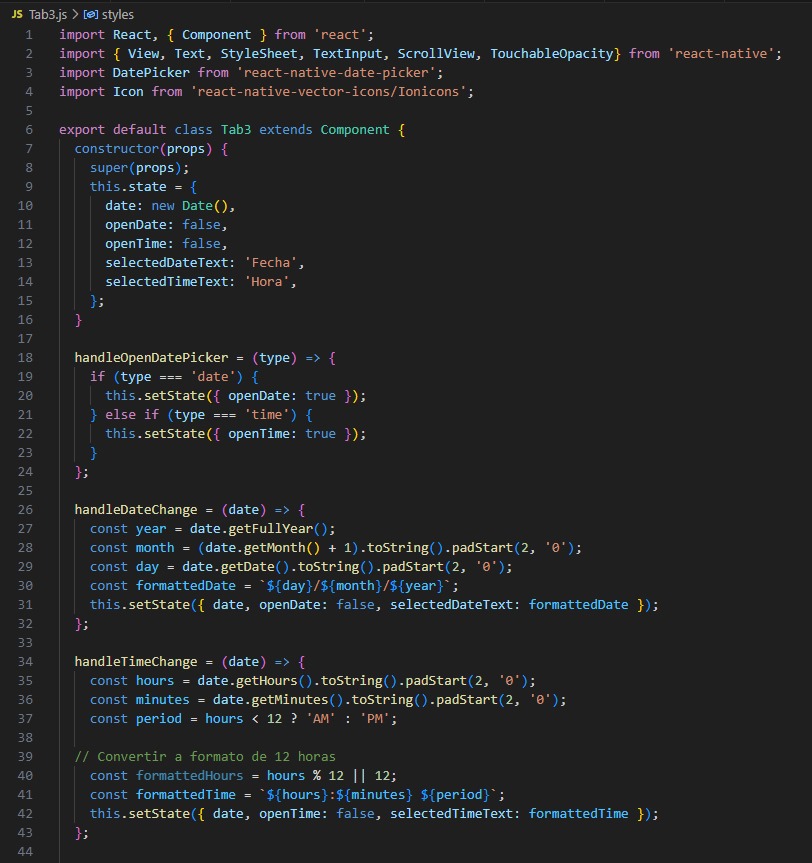 JS Tab3.js > styles
1 import React, { Component } from 'react';
2 import { View, Text, StyleSheet, TextInput, ScrollView, TouchableOpacity} from 'react-native';
3 import DatePicker from 'react-native-date-picker';
4 import Icon from 'react-native-vector-icons/Ionicons';
5
6 export default class Tab3 extends Component {
7   constructor(props) {
8     super(props);
9     this.state = {
10       date: new Date(),
11       openDate: false,
12       openTime: false,
13       selectedDateText: 'Fecha',
14       selectedTimeText: 'Hora',
15     };
16   }
17
18   handleOpenDatePicker = (type) => {
19     if (type === 'date') {
20       this.setState({ openDate: true });
21     } else if (type === 'time') {
22       this.setState({ openTime: true });
23     }
24   };
25
26   handleDateChange = (date) => {
27     const year = date.getFullYear();
28     const month = (date.getMonth() + 1).toString().padStart(2, '0');
29     const day = date.getDate().toString().padStart(2, '0');
30     const formattedDate = `${day}/${month}/${year}`;
31     this.setState({ date, openDate: false, selectedDateText: formattedDate });
32   };
33
34   handleTimeChange = (date) => {
35     const hours = date.getHours().toString().padStart(2, '0');
36     const minutes = date.getMinutes().toString().padStart(2, '0');
37     const period = hours < 12 ? 'AM' : 'PM';
38
39   // Convertir a formato de 12 horas
40     const formattedHours = hours % 12 || 12;
41     const formattedTime = `${hours}:${minutes} ${period}`;
42     this.setState({ date, openTime: false, selectedTimeText: formattedTime });
43   };
44